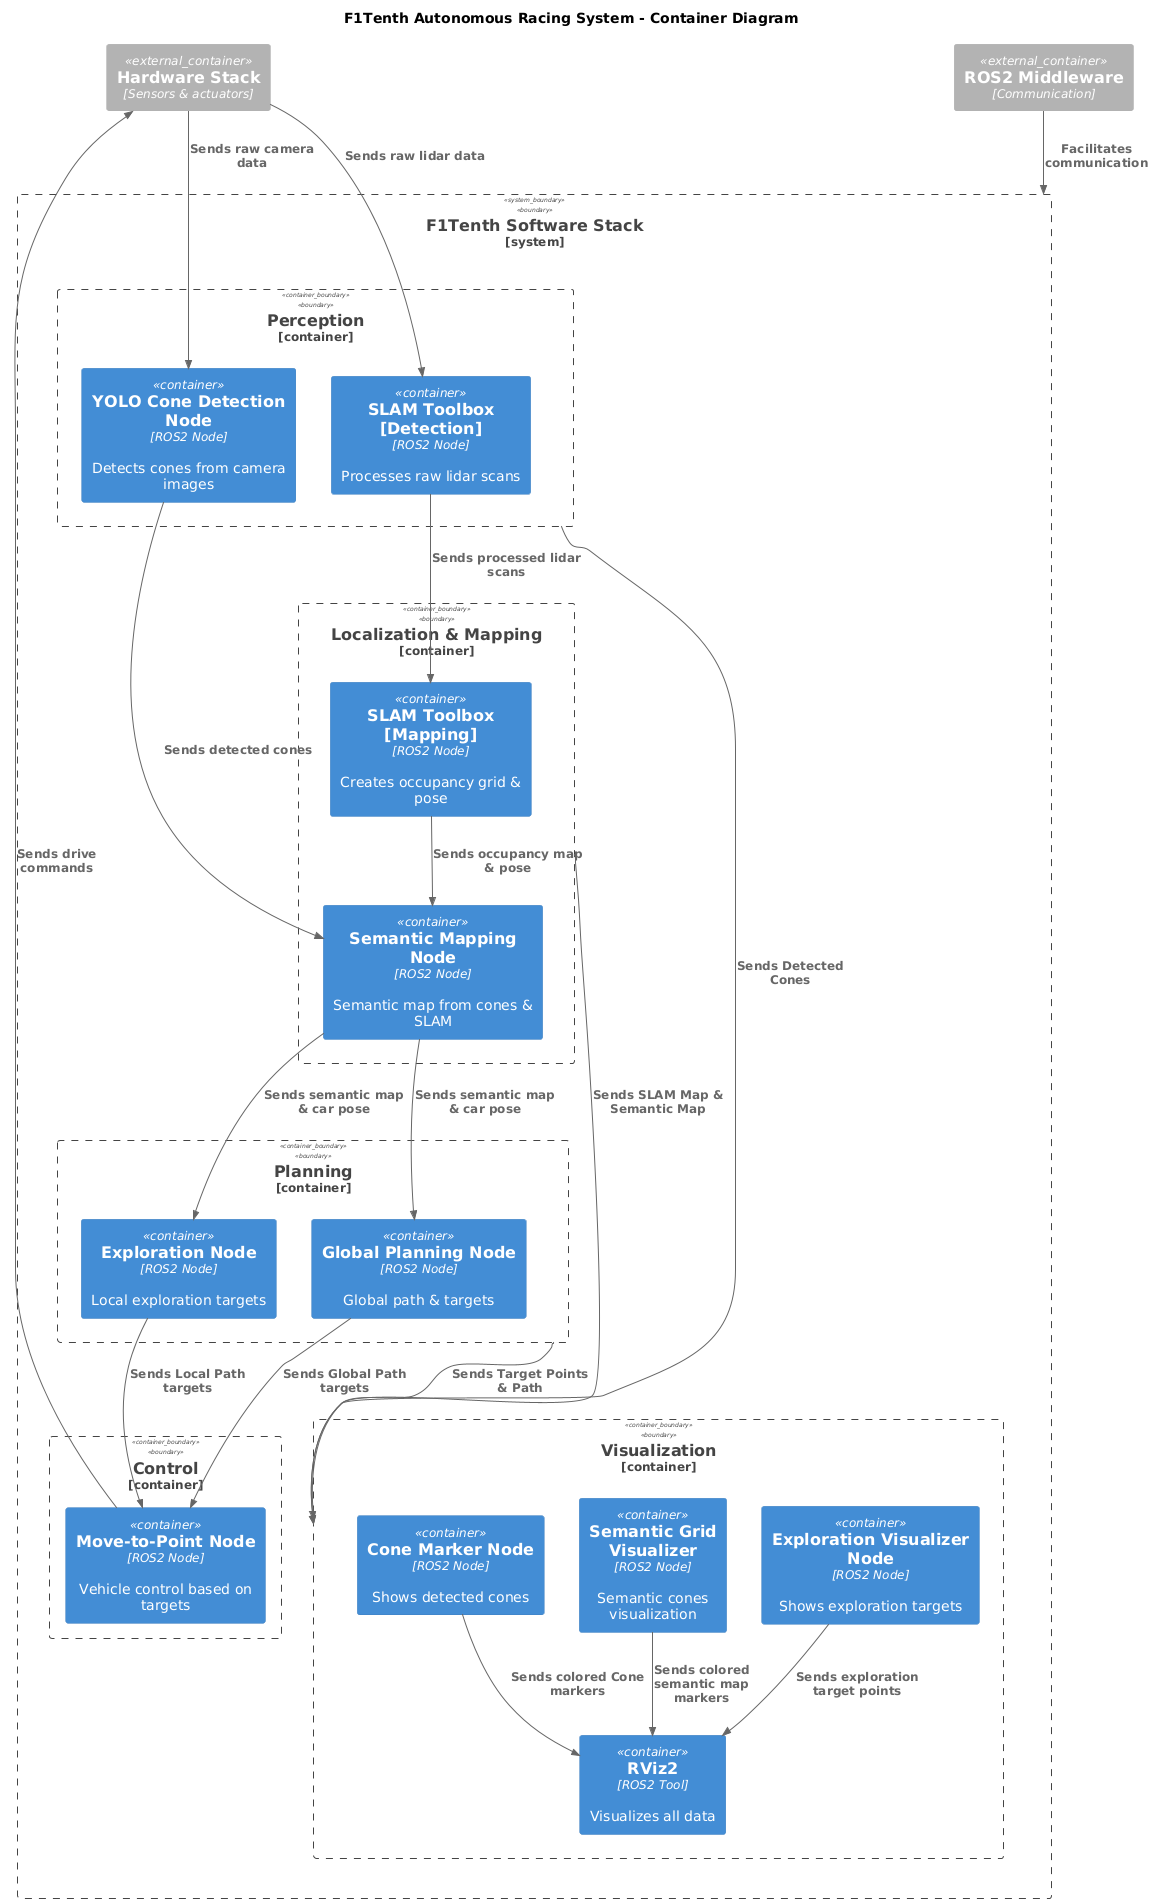 F1Tenth Autonomous Racing System - Container Diagram
«external_container»
Hardware Stack
[Sensors & actuators]
«external_container»
ROS2 Middleware
[Communication]
Sends raw camera
data
Sends raw lidar data
Facilitates
communication
«system_boundary»
«boundary»
F1Tenth Software Stack
[system]
«container_boundary»
«boundary»
Perception
[container]
«container»
YOLO Cone Detection
Node
[ROS2 Node]
Detects cones from camera
images
«container»
SLAM Toolbox
[Detection]
[ROS2 Node]
Processes raw lidar scans
Sends processed lidar
scans
«container_boundary»
«boundary»
Localization & Mapping
[container]
«container»
SLAM Toolbox
[Mapping]
[ROS2 Node]
Creates occupancy grid &
pose
Sends detected cones
Sends drive
commands
Sends occupancy map
& pose
«container»
Semantic Mapping
Node
[ROS2 Node]
Semantic map from cones &
SLAM
Sends Detected
Cones
Sends semantic map
& car pose
Sends semantic map
& car pose
Sends SLAM Map &
Semantic Map
«container_boundary»
«boundary»
Planning
[container]
«container»
Exploration Node
[ROS2 Node]
Local exploration targets
«container»
Global Planning Node
[ROS2 Node]
Global path & targets
Sends Local Path
targets
Sends Global Path
targets
Sends Target Points
& Path
«container_boundary»
«boundary»
Control
[container]
«container»
Move-to-Point Node
[ROS2 Node]
Vehicle control based on
targets
«container_boundary»
«boundary»
Visualization
[container]
«container»
Cone Marker Node
[ROS2 Node]
Shows detected cones
«container»
Semantic Grid
Visualizer
[ROS2 Node]
Semantic cones
visualization
«container»
Exploration Visualizer
Node
[ROS2 Node]
Shows exploration targets
Sends colored Cone
markers
Sends colored
semantic map
markers
Sends exploration
target points
«container»
RViz2
[ROS2 Tool]
Visualizes all data